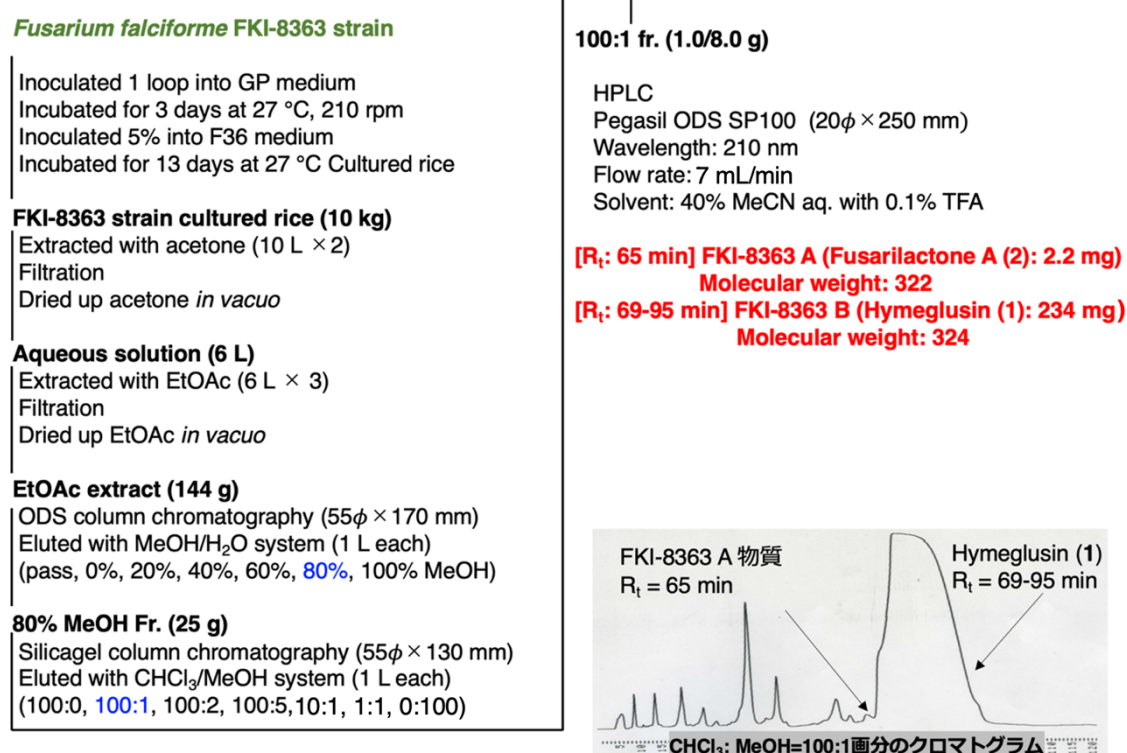 Fusarium falciforme FKI-8363 strain
Inoculated 1 loop into GP medium
Incubated for 3 days at 27 °C, 210 rpm
Inoculated 5% into F36 medium
Incubated for 13 days at 27 °C Cultured rice
FKI-8363 strain cultured rice (10 kg)
Extracted with acetone (10 L ×2)
Filtration
Dried up acetone in vacuo
Aqueous solution (6 L)
Extracted with EtOAc (6 L × 3)
Filtration
Dried up EtOAc in vacuo
EtOAc extract (144 g)
ODS column chromatography (55ϕ×170 mm)
Eluted with MeOH/H₂O system (1 L each)
(pass, 0%, 20%, 40%, 60%, 80%, 100% MeOH)
80% MeOH Fr. (25 g)
Silicagel column chromatography (55ϕ×130 mm)
Eluted with CHCl₃/MeOH system (1 L each)
(100:0, 100:1, 100:2, 100:5,10:1, 1:1, 0:100)
100:1 fr. (1.0/8.0 g)
HPLC
Pegasil ODS SP100 (20ϕ×250 mm)
Wavelength: 210 nm
Flow rate: 7 mL/min
Solvent: 40% MeCN aq. with 0.1% TFA
[Rₜ: 65 min] FKI-8363 A (Fusarilactone A (2): 2.2 mg)
Molecular weight: 322
[Rₜ: 69-95 min] FKI-8363 B (Hymeglusin (1): 234 mg)
Molecular weight: 324
FKI-8363 A 物質
Rₜ = 65 min
Hymeglusin (1)
Rₜ = 69-95 min
CHCl₃: MeOH=100:1画分のクロマトグラム